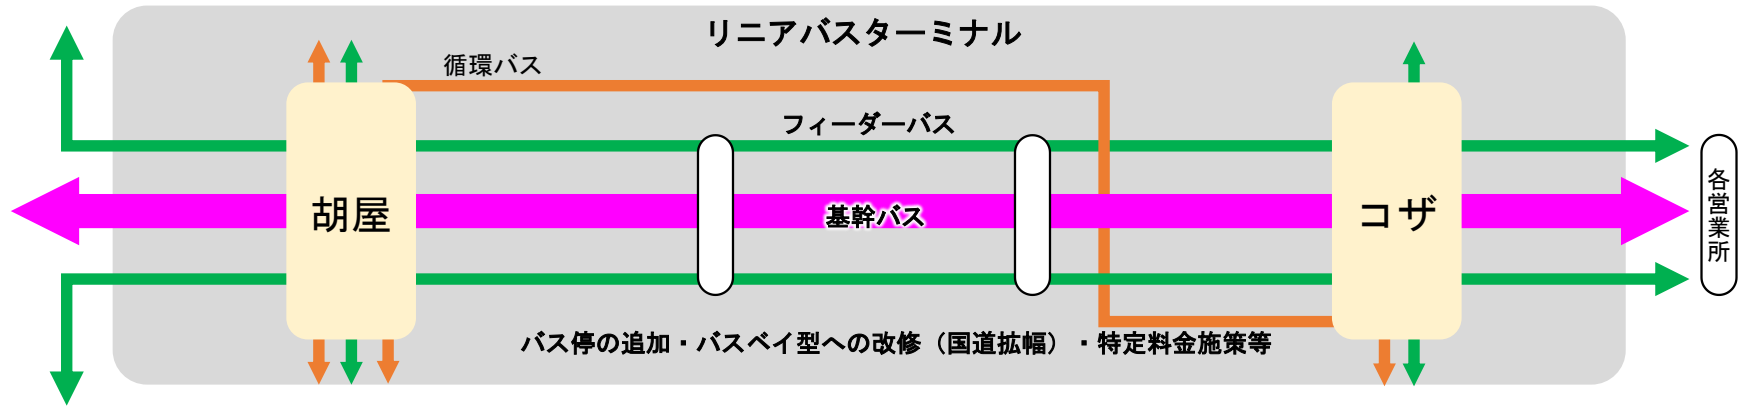 リニアバスターミナル
循環バス
フィーダーバス
胡屋
基幹バス
コザ
各営業所
バス停の追加・バスベイ型への改修（国道拡幅）・特定料金施策等